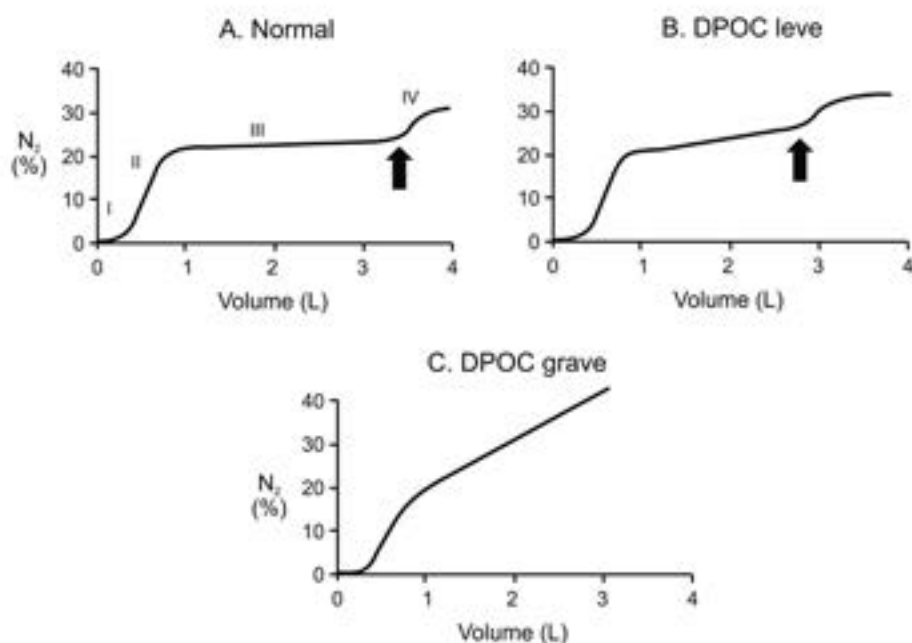 A. Normal
N₂
(%)
40
30
20
10
0
I
II
III
IV
0 1 2 3 4
Volume (L)
B. DPOC leve
40
30
20
10
0
0 1 2 3 4
Volume (L)
C. DPOC grave
N₂
(%)
40
30
20
10
0
0 1 2 3 4
Volume (L)